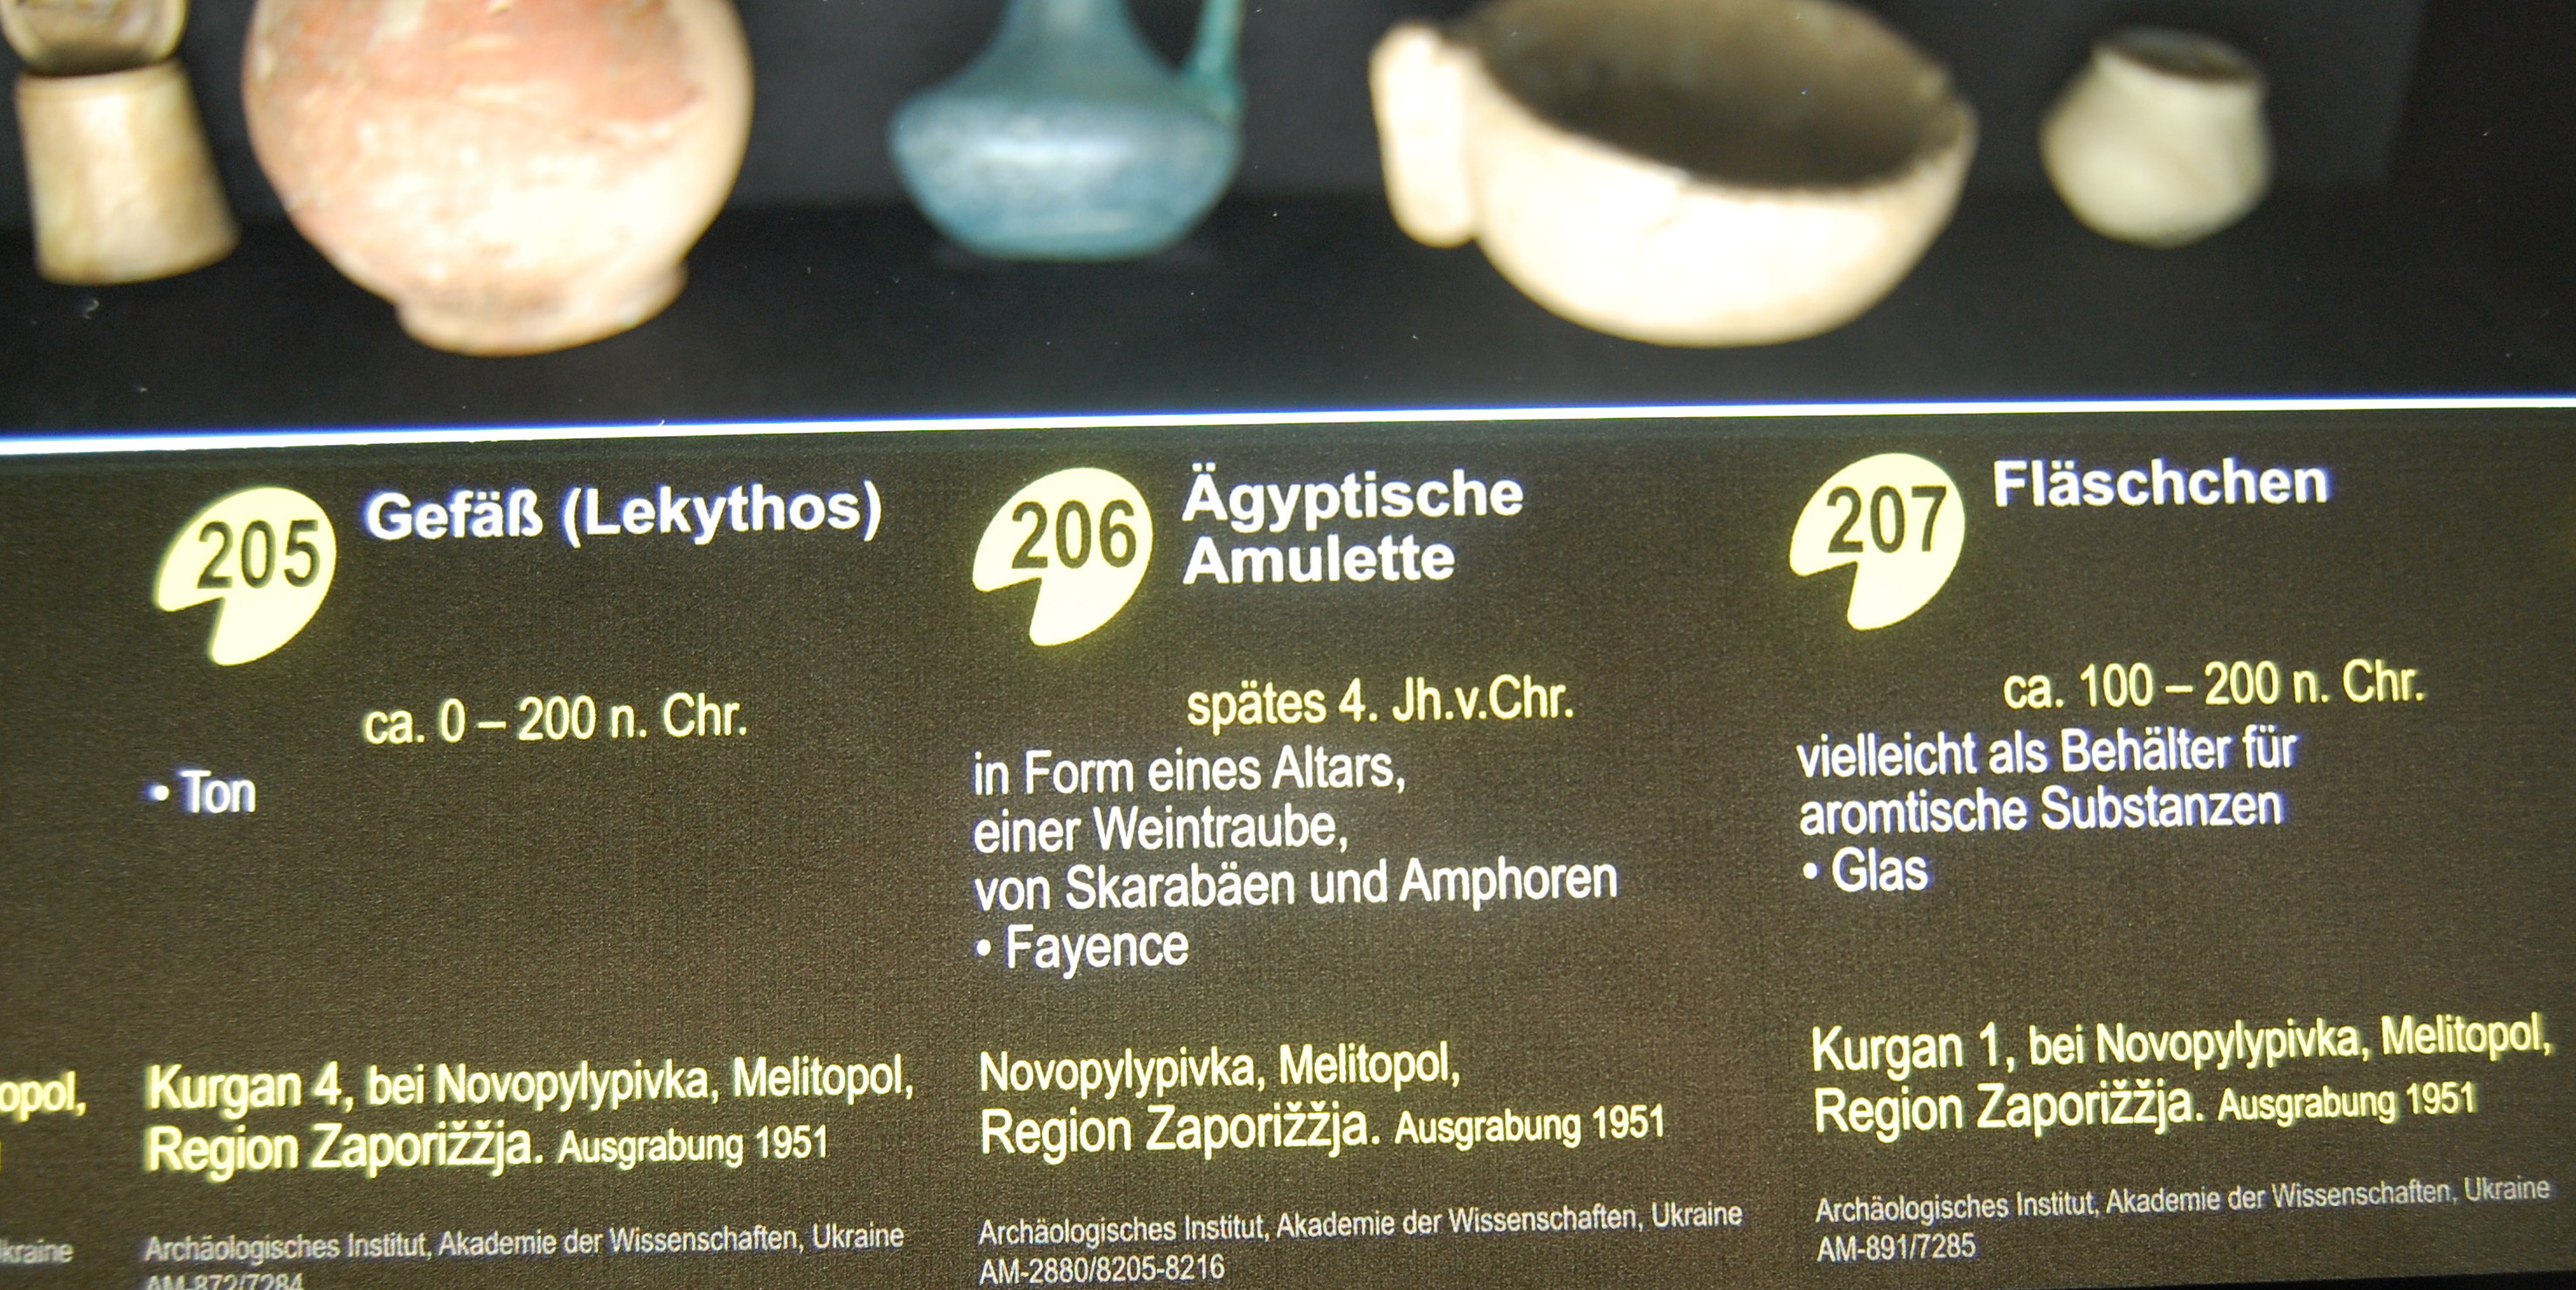 205
Gefäß (Lekythos)
ca. 0 – 200 n. Chr.
• Ton
Kurgan 4, bei Novopylypivka, Melitopol,
Region Zaporižžja. Ausgrabung 1951
Archäologisches Institut, Akademie der Wissenschaften, Ukraine
AM-872/7284
206
Ägyptische
Amulette
spätes 4. Jh.v.Chr.
in Form eines Altars,
einer Weintraube,
von Skarabäen und Amphoren
• Fayence
Novopylypivka, Melitopol,
Region Zaporižžja. Ausgrabung 1951
Archäologisches Institut, Akademie der Wissenschaften, Ukraine
AM-2880/8205-8216
207
Fläschchen
ca. 100 – 200 n. Chr.
vielleicht als Behälter für
aromtische Substanzen
• Glas
Kurgan 1, bei Novopylypivka, Melitopol,
Region Zaporižžja. Ausgrabung 1951
Archäologisches Institut, Akademie der Wissenschaften, Ukraine
AM-891/7285